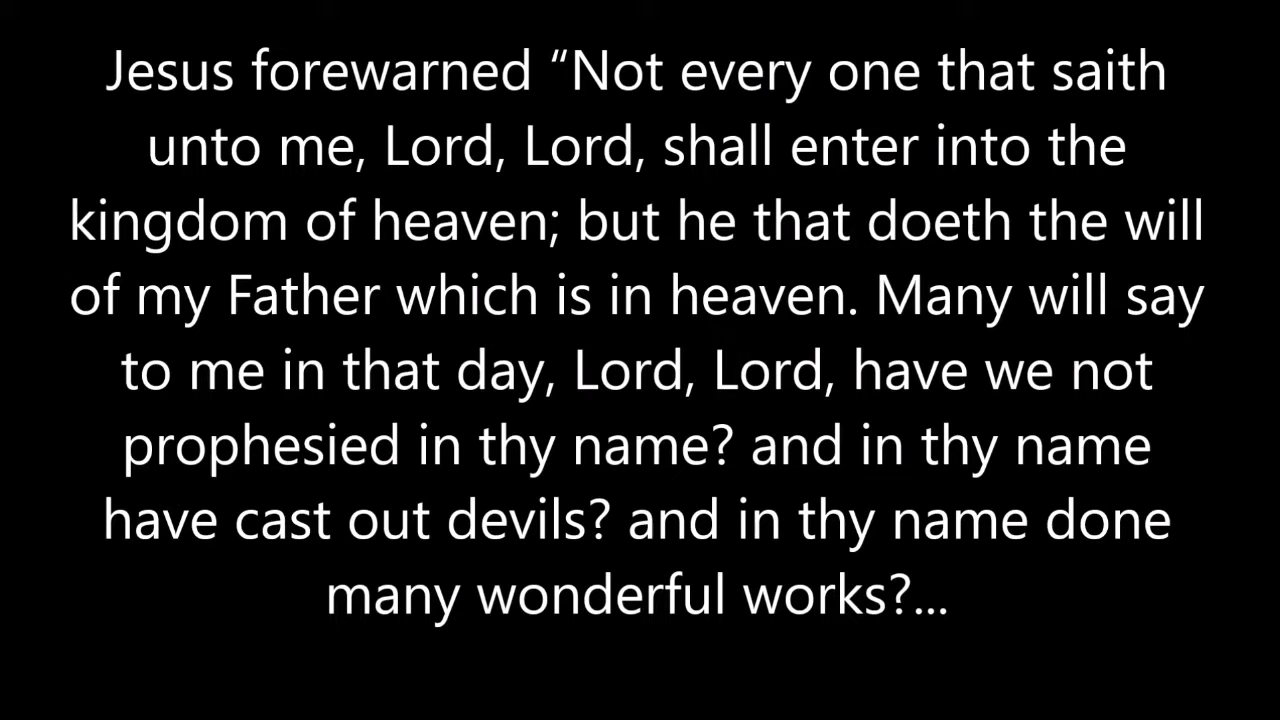 Jesus forewarned “Not every one that saith
unto me, Lord, Lord, shall enter into the
kingdom of heaven; but he that doeth the will
of my Father which is in heaven. Many will say
to me in that day, Lord, Lord, have we not
prophesied in thy name? and in thy name
have cast out devils? and in thy name done
many wonderful works?...